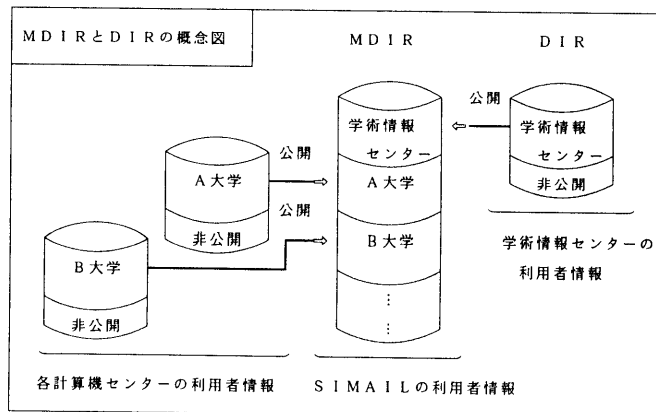 MDIRとDIRの概念図
MDIR
DIR
公開
学術情報
センター
学術情報
センター
非公開
公開
A大学
非公開
A大学
公開
B大学
非公開
B大学
⋮
学術情報センターの
利用者情報
各計算機センターの利用者情報
SIMAILの利用者情報